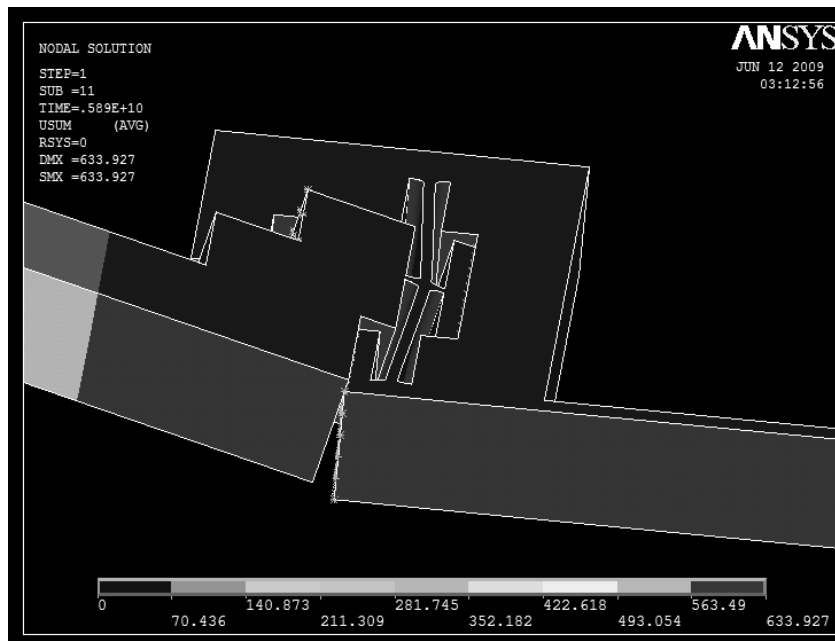 ANSYS
JUN 12 2009
03:12:56
NODAL SOLUTION
STEP=1
SUB =11
TIME=.589E+10
USUM (AVG)
RSYS=0
DMX =633.927
SMX =633.927
0 140.873 281.745 422.618 563.49
70.436 211.309 352.182 493.054 633.927